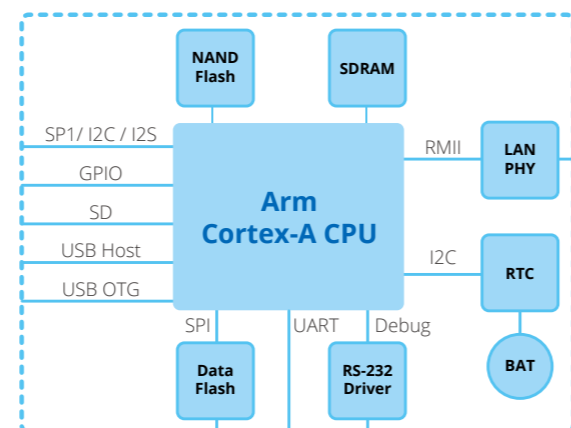 NAND
Flash
SDRAM
SP1/ I2C / I2S
GPIO
SD
USB Host
USB OTG
Arm
Cortex-A CPU
RMII
LAN
PHY
I2C
RTC
BAT
SPI
UART
Debug
Data
Flash
RS-232
Driver